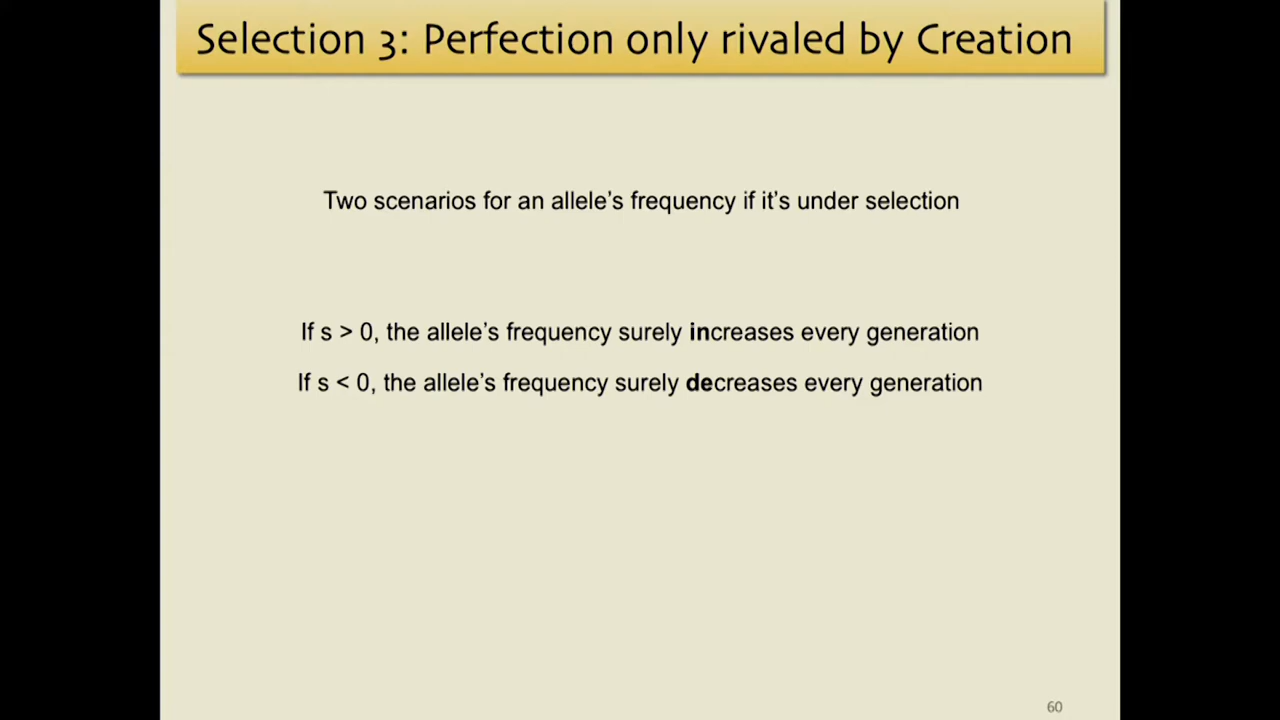 Selection 3: Perfection only rivaled by Creation
Two scenarios for an allele’s frequency if it’s under selection
If s > 0, the allele’s frequency surely increases every generation
If s < 0, the allele’s frequency surely decreases every generation
60